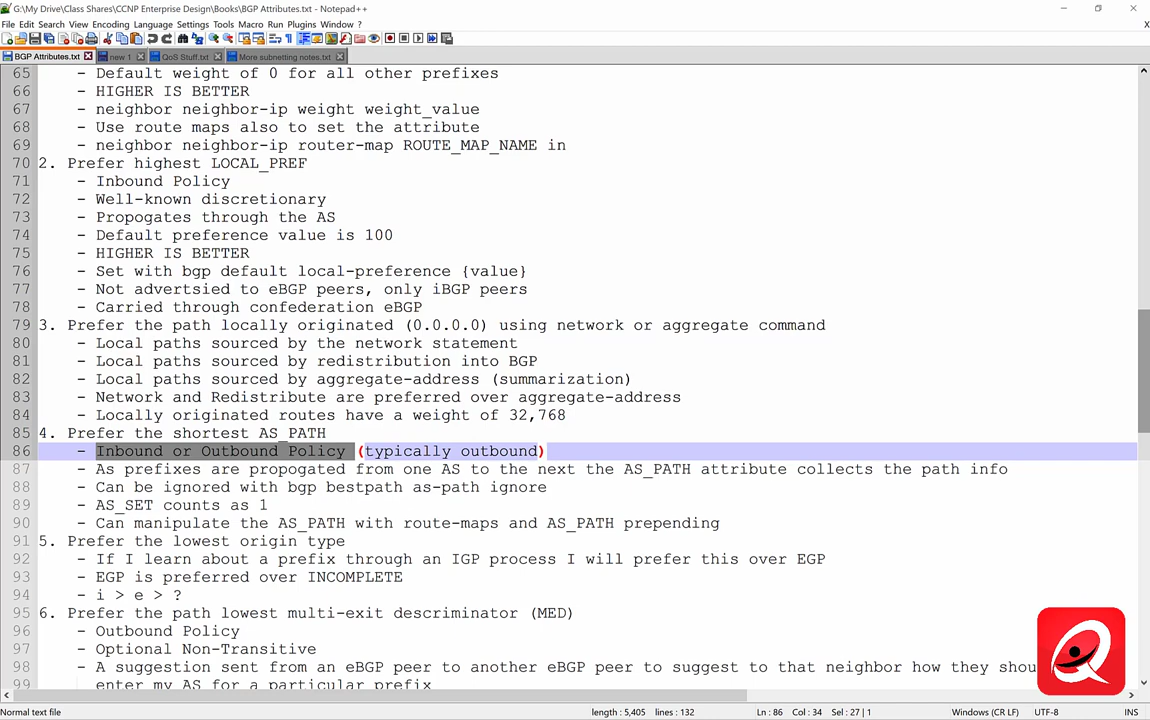 G:\My Drive\Class Shares\CCNP Enterprise Design\Books\BGP Attributes.txt - Notepad++
File Edit Search View Encoding Language Settings Tools Macro Run Plugins Window ?
BGP Attributes.txt new 1 QoS Stuff.txt More subnetting notes.txt
65 - Default weight of 0 for all other prefixes
66 - HIGHER IS BETTER
67 - neighbor neighbor-ip weight weight_value
68 - Use route maps also to set the attribute
69 - neighbor neighbor-ip router-map ROUTE_MAP_NAME in
70 2. Prefer highest LOCAL_PREF
71 - Inbound Policy
72 - Well-known discretionary
73 - Propogates through the AS
74 - Default preference value is 100
75 - HIGHER IS BETTER
76 - Set with bgp default local-preference {value}
77 - Not advertsied to eBGP peers, only iBGP peers
78 - Carried through confederation eBGP
79 3. Prefer the path locally originated (0.0.0.0) using network or aggregate command
80 - Local paths sourced by the network statement
81 - Local paths sourced by redistribution into BGP
82 - Local paths sourced by aggregate-address (summarization)
83 - Network and Redistribute are preferred over aggregate-address
84 - Locally originated routes have a weight of 32,768
85 4. Prefer the shortest AS_PATH
86 - Inbound or Outbound Policy (typically outbound)
87 - As prefixes are propogated from one AS to the next the AS_PATH attribute collects the path info
88 - Can be ignored with bgp bestpath as-path ignore
89 - AS_SET counts as 1
90 - Can manipulate the AS_PATH with route-maps and AS_PATH prepending
91 5. Prefer the lowest origin type
92 - If I learn about a prefix through an IGP process I will prefer this over EGP
93 - EGP is preferred over INCOMPLETE
94 - i > e > ?
95 6. Prefer the path lowest multi-exit descriminator (MED)
96 - Outbound Policy
97 - Optional Non-Transitive
98 - A suggestion sent from an eBGP peer to another eBGP peer to suggest to that neighbor how they shou
enter my AS for a particular prefix
99
Normal text file length : 5,405 lines : 132 Ln : 86 Col : 34 Sel : 27 | 1 Windows (CR LF) UTF-8 INS